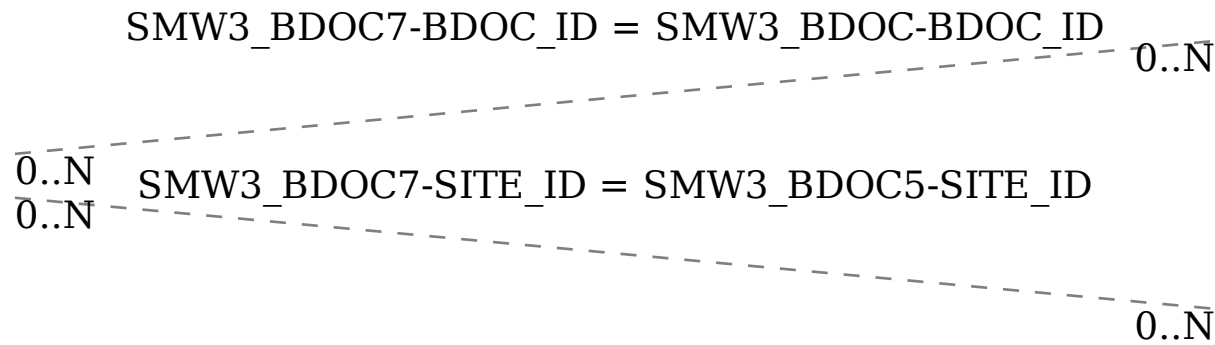 SMW3_BDOC7-BDOC_ID = SMW3_BDOC-BDOC_ID
0..N
0..N
SMW3_BDOC7-SITE_ID = SMW3_BDOC5-SITE_ID
0..N
0..N